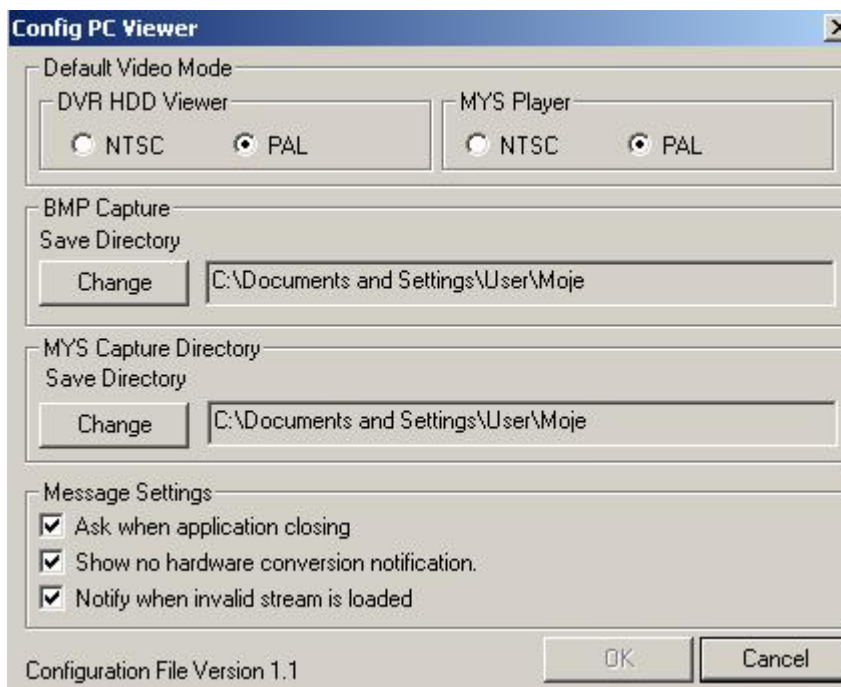 Config PC Viewer
Default Video Mode
DVR HDD Viewer
NTSC PAL
MYS Player
NTSC PAL
BMP Capture
Save Directory
Change C:\Documents and Settings\User\Moje
MYS Capture Directory
Save Directory
Change C:\Documents and Settings\User\Moje
Message Settings
Ask when application closing
Show no hardware conversion notification.
Notify when invalid stream is loaded
Configuration File Version 1.1
OK Cancel